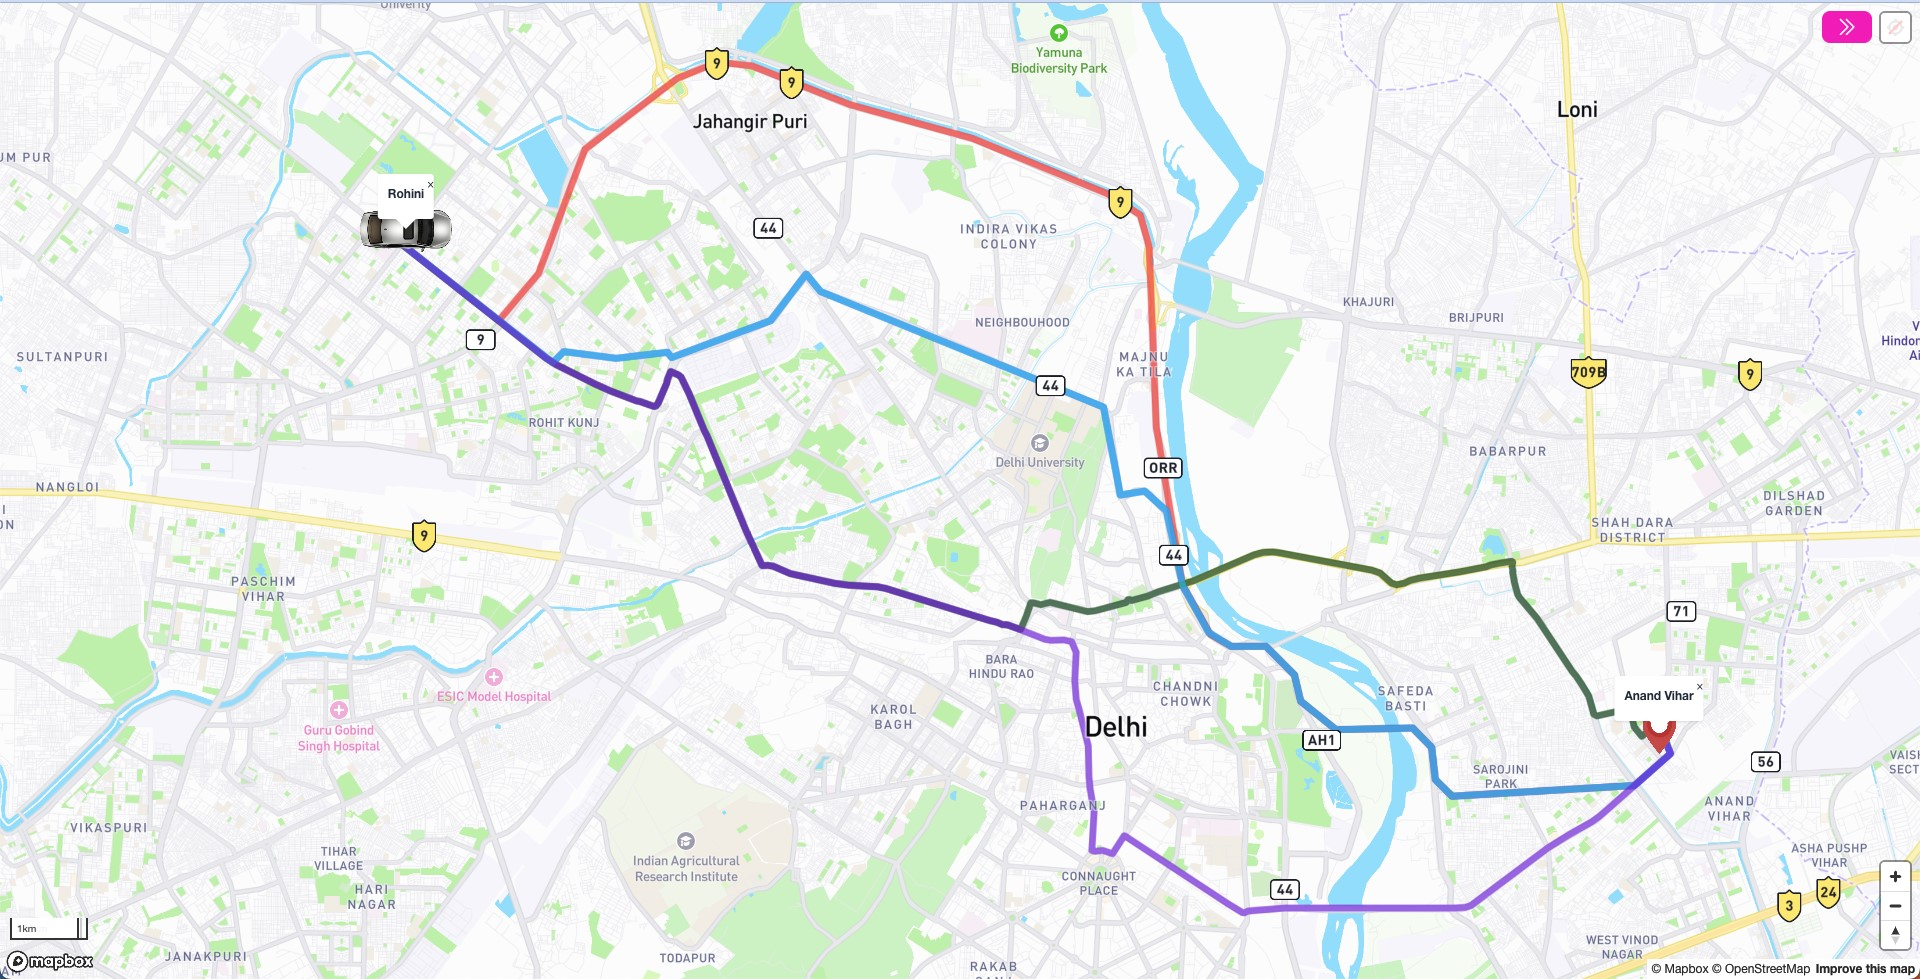 University
Yamuna
Biodiversity Park
9
9
Loni
Jahangir Puri
UM PUR
Rohini
×
9
44
INDIRA VIKAS
COLONY
KHAJURI
BRIJPURI
NEIGHBOUHOOD
9
SULTANPURI
MAJNU
KA TILA
709B
9
44
ROHIT KUNJ
Delhi University
BABARPUR
ORR
NANGLOI
DILSHAD
GARDEN
SHAH DARA
DISTRICT
9
44
PASCHIM
VIHAR
71
BARA
HINDU RAO
ESIC Model Hospital
CHANDNI
CHOWK
SAFEDA
BASTI
Anand Vihar
×
KAROL
BAGH
Delhi
Guru Gobind
Singh Hospital
AH1
56
SAROJINI
PARK
PAHARGANJ
ANAND
VIHAR
VIKASPURI
TIHAR
VILLAGE
Indian Agricultural
Research Institute
ASHA PUSHP
VIHAR
CONNAUGHT
PLACE
HARI
NAGAR
44
3
24
1km
WEST VINOD
NAGAR
JANAKPURI
TODAPUR
RAKAB
mapbox
© Mapbox © OpenStreetMap Improve this map